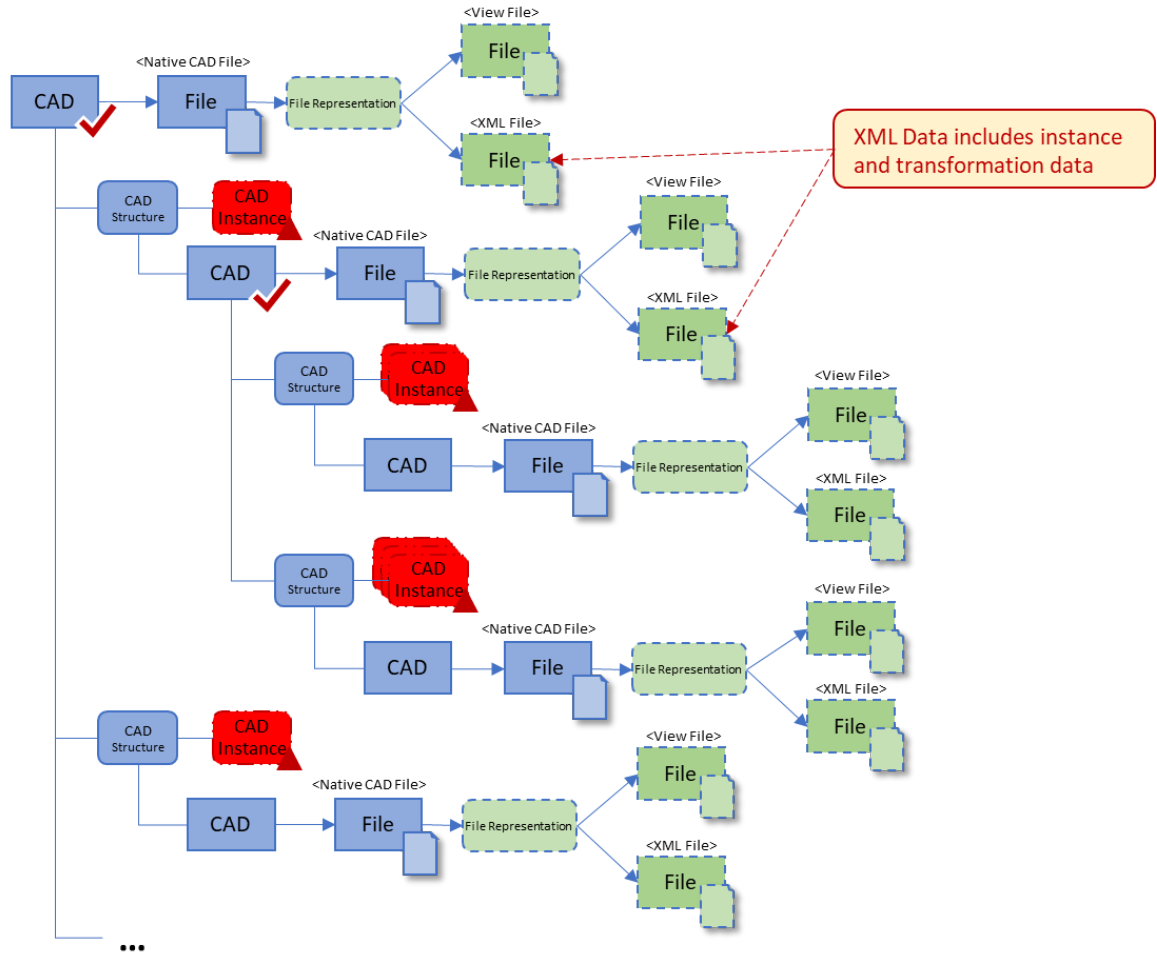 <View File>
File
<Native CAD File>
CAD
File
File Representation
<XML File>
File
XML Data includes instance
and transformation data
CAD
Structure
CAD
Instance
<View File>
File
<Native CAD File>
CAD
File
File Representation
<XML File>
File
CAD
Structure
CAD
Instance
<View File>
File
<Native CAD File>
CAD
File
File Representation
<XML File>
File
CAD
Structure
CAD
Instance
<View File>
File
<Native CAD File>
CAD
File
File Representation
<XML File>
File
CAD
Structure
CAD
Instance
<View File>
File
<Native CAD File>
CAD
File
File Representation
<XML File>
File
...